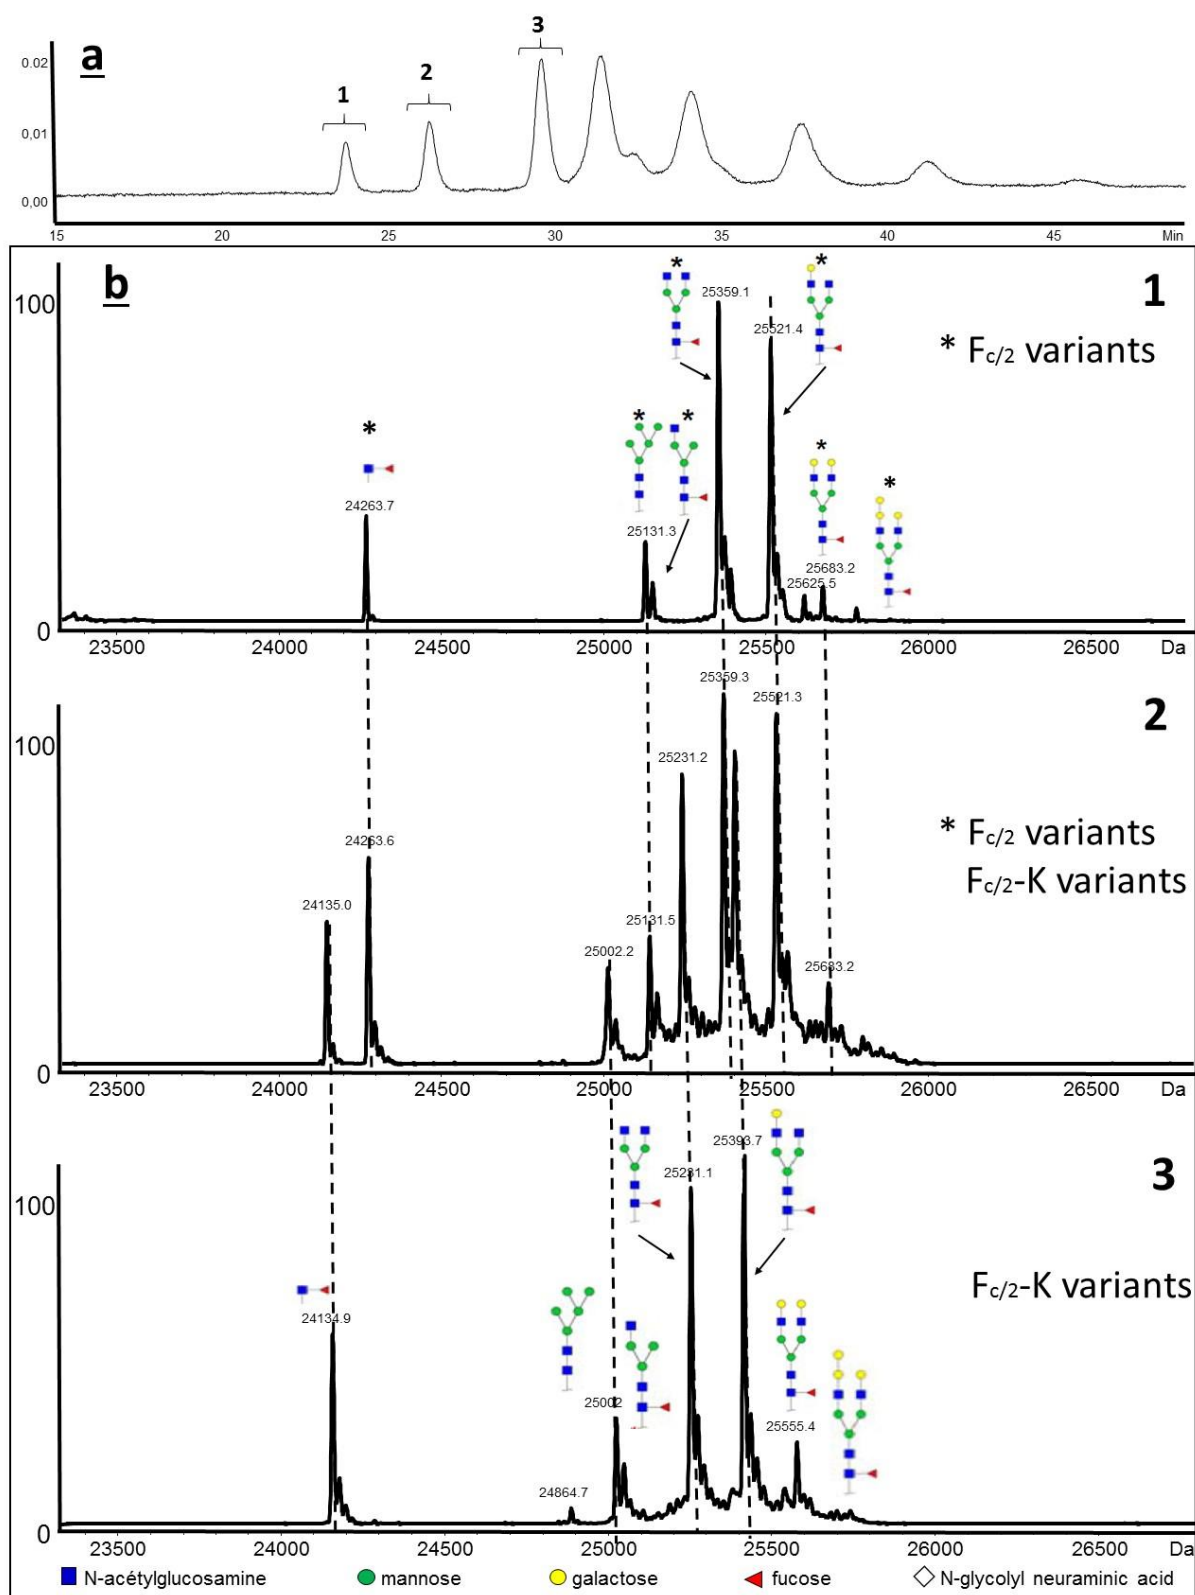 a
1
2
3
0.02
0,01
0,00
15 20 25 30 35 40 45 Min
b
1
100
* Fc/2 variants
* * * * * * *
25359.1
25521.4
24263.7
25131.3
25683.2
25625.5
0
23500 24000 24500 25000 25500 26000 26500 Da
2
100
25359.3
25521.3
25231.2
* Fc/2 variants
Fc/2-K variants
24263.6
24135.0
25131.5
25002.2
25683.2
0
23500 24000 24500 25000 25500 26000 26500 Da
3
100
25393.7
25231.1
Fc/2-K variants
24134.9
25002
25555.4
24864.7
0
23500 24000 24500 25000 25500 26000 26500 Da
N-acétylglucosamine mannose galactose fucose N-glycolyl neuraminic acid